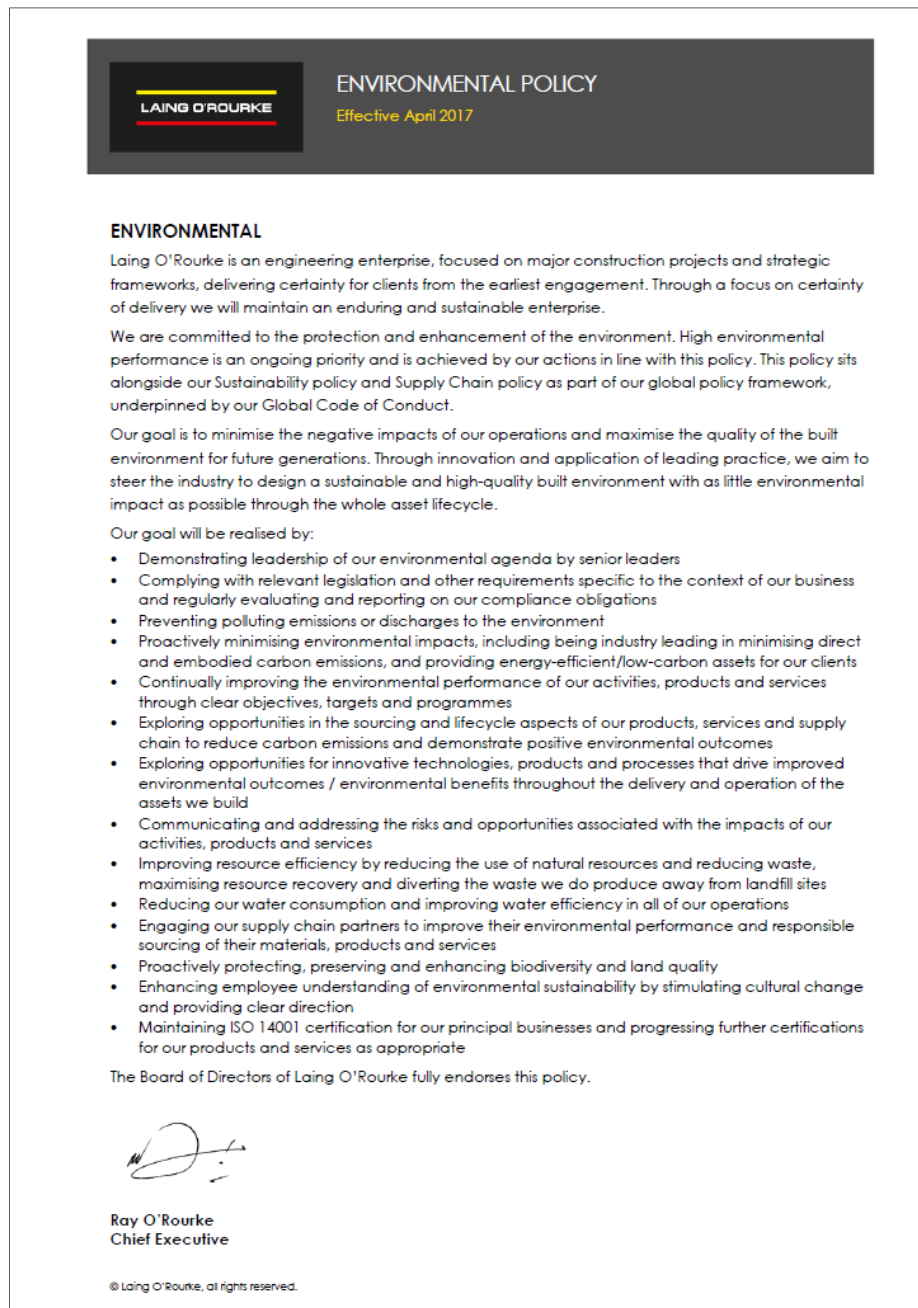 LAING O'ROURKE
ENVIRONMENTAL POLICY
Effective April 2017
ENVIRONMENTAL
Laing O'Rourke is an engineering enterprise, focused on major construction projects and strategic
frameworks, delivering certainty for clients from the earliest engagement. Through a focus on certainty
of delivery we will maintain an enduring and sustainable enterprise.
We are committed to the protection and enhancement of the environment. High environmental
performance is an ongoing priority and is achieved by our actions in line with this policy. This policy sits
alongside our Sustainability policy and Supply Chain policy as part of our global policy framework,
underpinned by our Global Code of Conduct.
Our goal is to minimise the negative impacts of our operations and maximise the quality of the built
environment for future generations. Through innovation and application of leading practice, we aim to
steer the industry to design a sustainable and high-quality built environment with as little environmental
impact as possible through the whole asset lifecycle.
Our goal will be realised by:
• Demonstrating leadership of our environmental agenda by senior leaders
• Complying with relevant legislation and other requirements specific to the context of our business
and regularly evaluating and reporting on our compliance obligations
• Preventing polluting emissions or discharges to the environment
• Proactively minimising environmental impacts, including being industry leading in minimising direct
and embodied carbon emissions, and providing energy-efficient/low-carbon assets for our clients
• Continually improving the environmental performance of our activities, products and services
through clear objectives, targets and programmes
• Exploring opportunities in the sourcing and lifecycle aspects of our products, services and supply
chain to reduce carbon emissions and demonstrate positive environmental outcomes
• Exploring opportunities for innovative technologies, products and processes that drive improved
environmental outcomes / environmental benefits throughout the delivery and operation of the
assets we build
• Communicating and addressing the risks and opportunities associated with the impacts of our
activities, products and services
• Improving resource efficiency by reducing the use of natural resources and reducing waste,
maximising resource recovery and diverting the waste we do produce away from landfill sites
• Reducing our water consumption and improving water efficiency in all of our operations
• Engaging our supply chain partners to improve their environmental performance and responsible
sourcing of their materials, products and services
• Proactively protecting, preserving and enhancing biodiversity and land quality
• Enhancing employee understanding of environmental sustainability by stimulating cultural change
and providing clear direction
• Maintaining ISO 14001 certification for our principal businesses and progressing further certifications
for our products and services as appropriate
The Board of Directors of Laing O'Rourke fully endorses this policy.
Ray O'Rourke
Chief Executive
© Laing O'Rourke, all rights reserved.